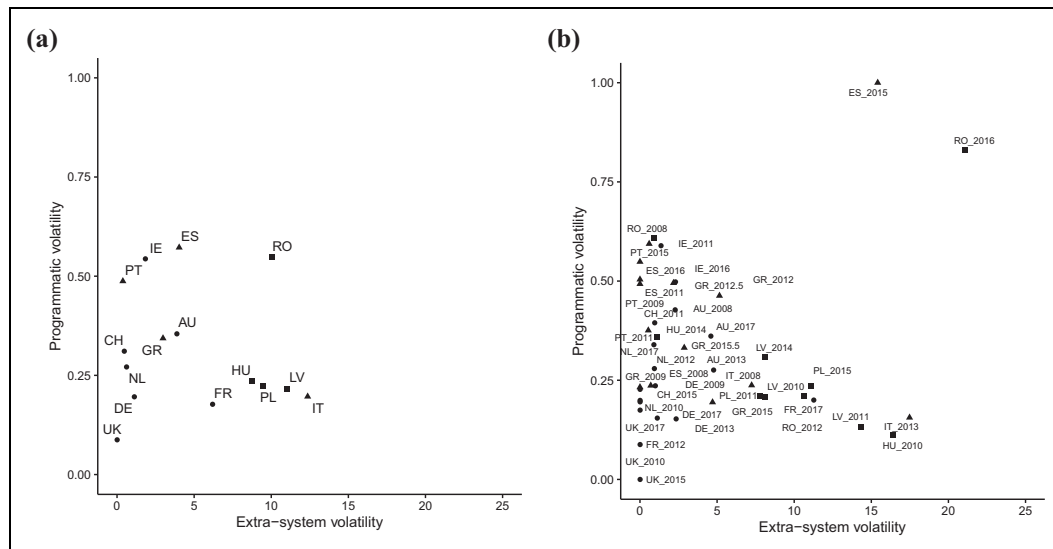 (a)
1.00
0.75
0.50
0.25
0.00
Programmatic volatility
ES
IE
RO
PT
AU
CH
GR
NL
HU
LV
DE
FR
PL
IT
UK
0
5
10
15
20
25
Extra-system volatility
(b)
1.00
0.75
0.50
0.25
0.00
Programmatic volatility
ES_2015
RO_2016
RO_2008
IE_2011
PT_2015
IE_2016
ES_2016
GR_2012
GR_2012.5
ES_2011
PT_2009
AU_2008
CH_2011
AU_2017
HU_2014
PT_2011
GR_2015.5
LV_2014
NL_2017
NL_2012
AU_2013
PL_2015
ES_2008
IT_2008
GR_2009
DE_2009
LV_2010
CH_2015
PL_2011
FR_2017
NL_2010
GR_2015
LV_2011
DE_2017
IT_2013
UK_2017
DE_2013
RO_2012
HU_2010
FR_2012
UK_2010
UK_2015
0
5
10
15
20
25
Extra-system volatility